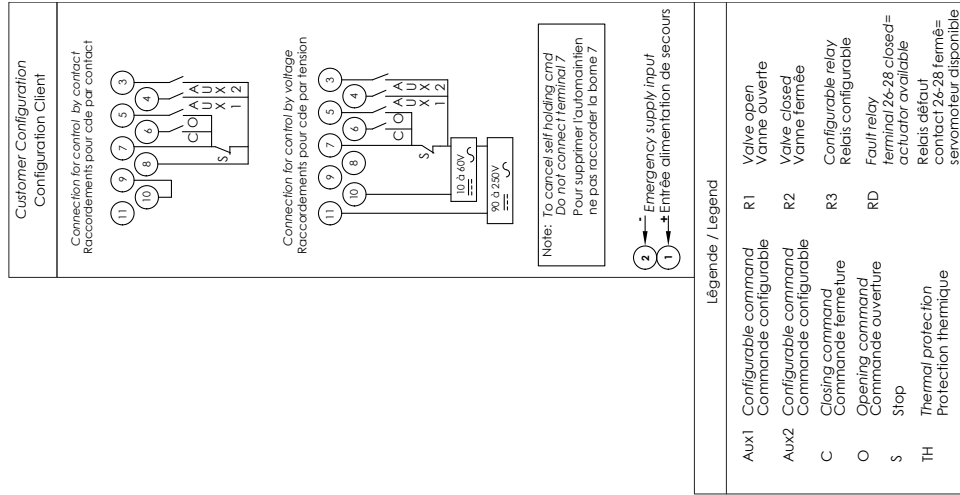 Customer Configuration
Configuration Client
Connection for control by contact
Raccordements pour cde par contact
11 9 7 5 3
10 8 6 4
S C O A U X 1 A U X 2
Connection for control by voltage
Raccordements pour cde par tension
11 9 7 5 3
10 8 6 4
S C O A U X 1 A U X 2
10 à 60V
90 à 250V
Note: To cancel self holding cmd
Do not connect terminal 7
Pour supprimer l'automaintien
ne pas raccorder la borne 7
2 - Emergency supply input
1 ± Entrée alimentation de secours
Légende / Legend
Aux1 Configurable command
Commande configurable
Aux2 Configurable command
Commande configurable
C Closing command
Commande fermeture
O Opening command
Commande ouverture
S Stop
TH Thermal protection
Protection thermique
R1 Valve open
Vanne ouverte
R2 Valve closed
Vanne fermée
R3 Configurable relay
Relais configurable
RD Fault relay
terminal 26-28 closed=
actuator available
Relais défaut
contact 26-28 fermé=
servomoteur disponible